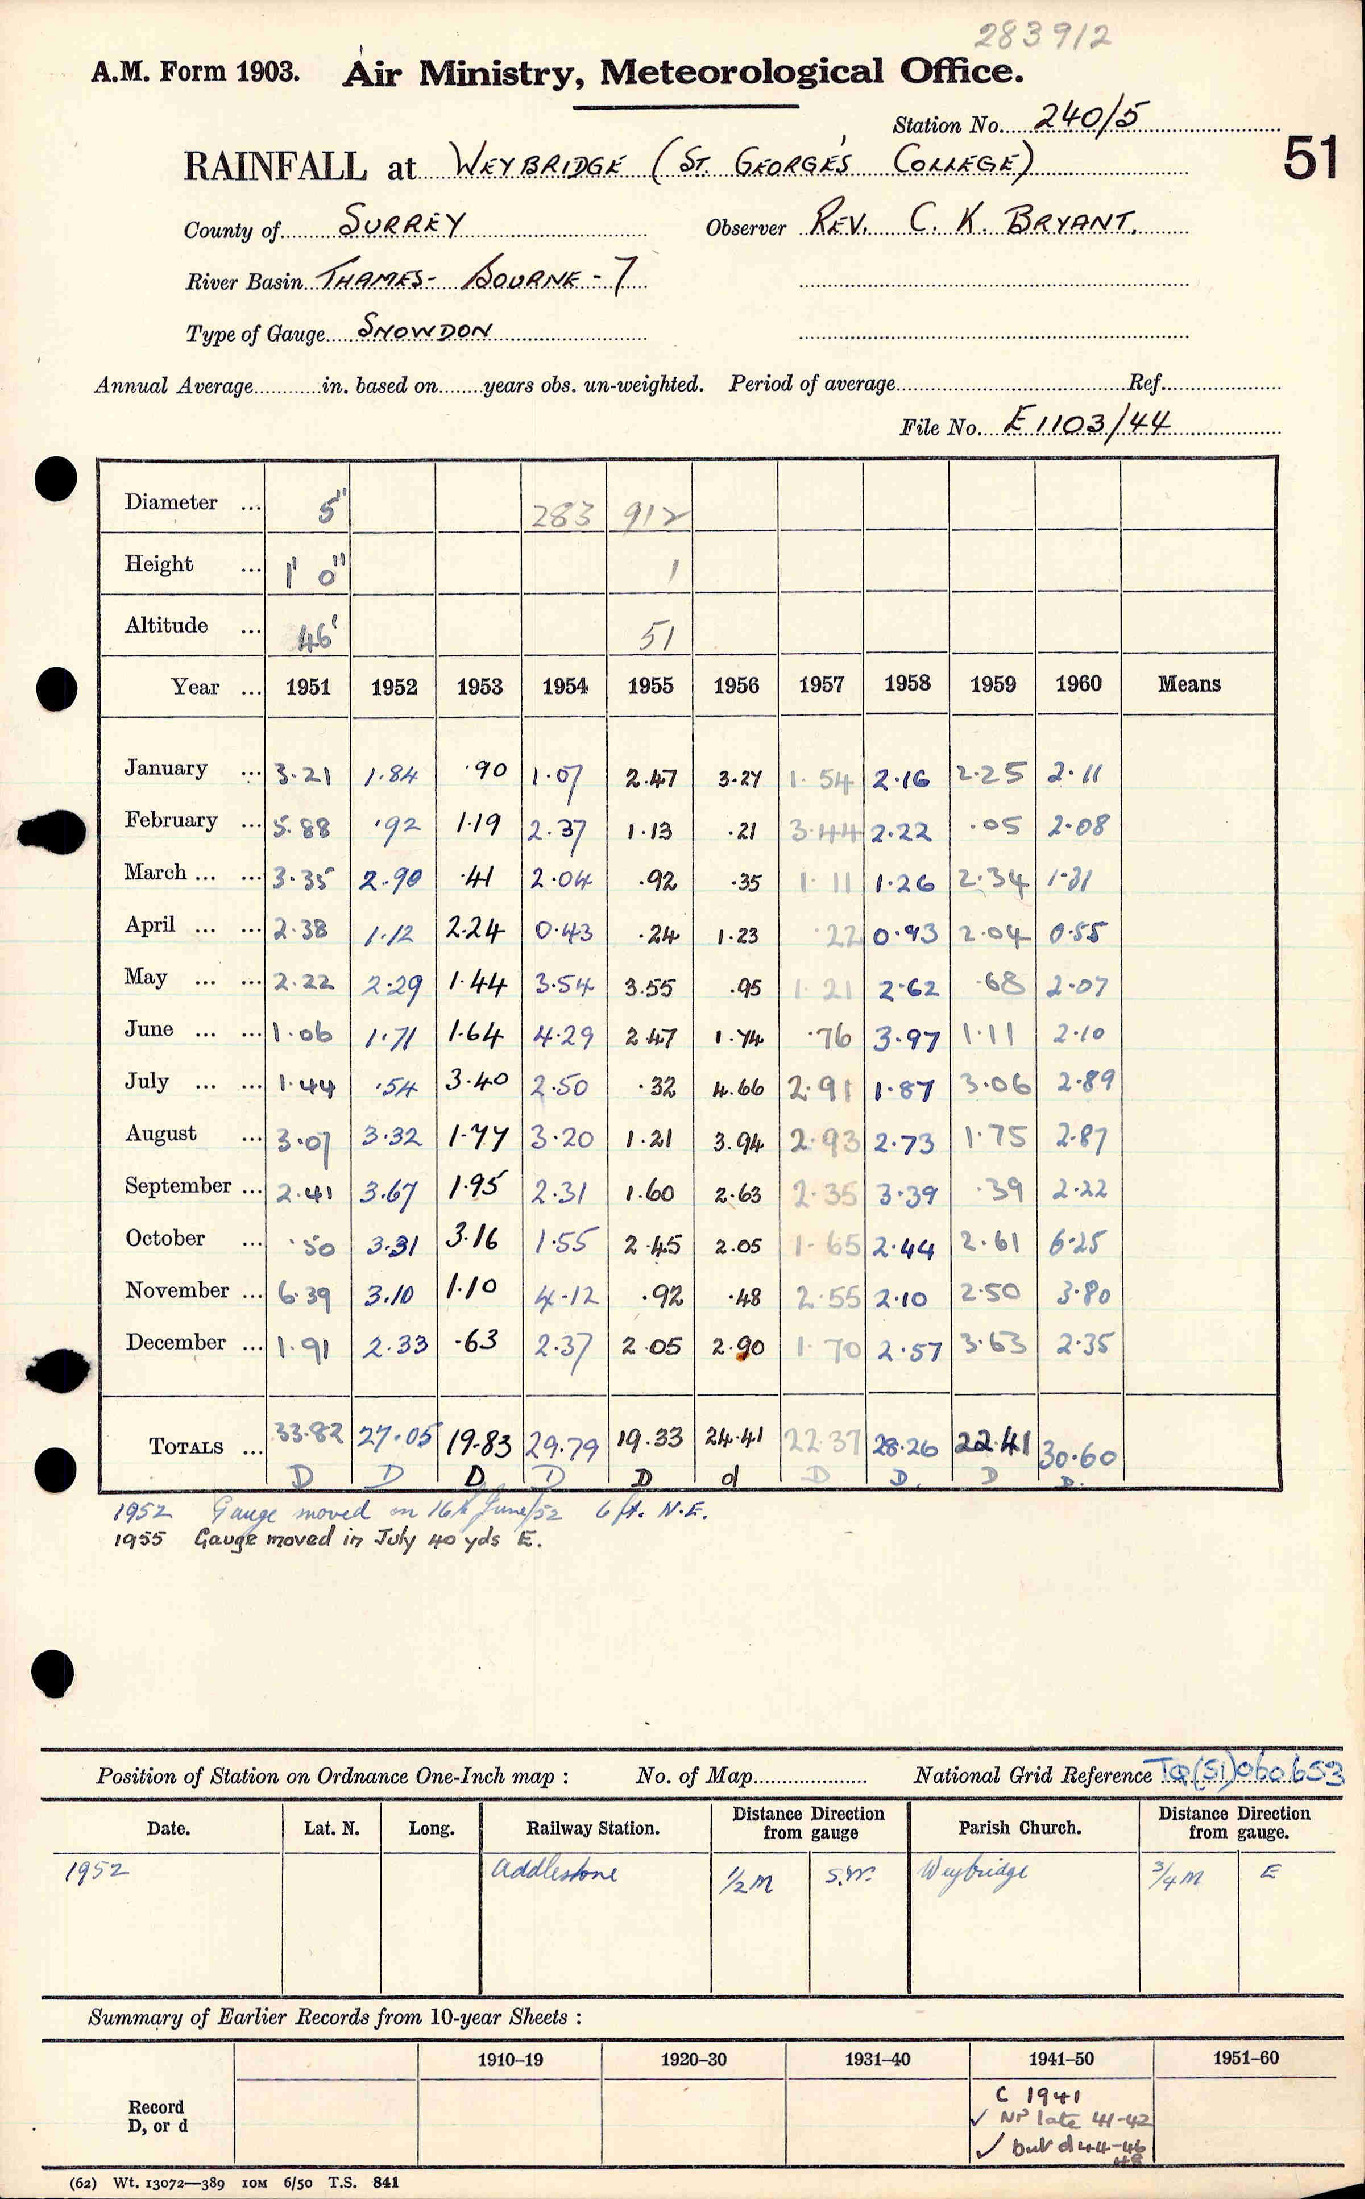 283912
A.M. Form 1903. Air Ministry, Meteorological Office.
Station No. 240/5
51
RAINFALL at WEYBRIDGE (ST. GEORGE'S COLLEGE)
County of SURREY Observer REV. C. K. BRYANT.
River Basin THAMES - BOURNE - 7
Type of Gauge SNOWDON
Annual Average in. based on years obs. un-weighted. Period of average Ref.
File No. E 1103/44
Diameter ... 5" 283 912
Height ... 1' 0" 1
Altitude ... 46' 51
Year ... 1951 1952 1953 1954 1955 1956 1957 1958 1959 1960 Means
January ... 3.21 1.84 .90 1.07 2.47 3.27 1.54 2.16 2.25 2.11
February ... 5.88 .92 1.19 2.37 1.13 .21 3.44 2.22 .05 2.08
March ... ... 3.35 2.90 .41 2.04 .92 .35 1.11 1.26 2.34 1.31
April ... ... 2.38 1.12 2.24 0.43 .24 1.23 .22 0.93 2.04 0.55
May ... ... 2.22 2.29 1.44 3.54 3.55 .95 1.21 2.62 .68 2.07
June ... ... 1.06 1.71 1.64 4.29 2.47 1.74 .76 3.97 1.11 2.10
July ... ... 1.44 .54 3.40 2.50 .32 4.66 2.91 1.87 3.06 2.89
August ... 3.07 3.32 1.77 3.20 1.21 3.94 2.93 2.73 1.75 2.87
September ... 2.41 3.67 1.95 2.31 1.60 2.63 2.35 3.39 .39 2.22
October ... .50 3.31 3.16 1.55 2.45 2.05 1.65 2.44 2.61 6.25
November ... 6.39 3.10 1.10 4.12 .92 .48 2.55 2.10 2.50 3.80
December ... 1.91 2.33 .63 2.37 2.05 2.90 1.70 2.57 3.63 2.35
TOTALS ... 33.82 27.05 19.83 29.79 19.33 24.41 22.37 28.26 22.41 30.60
D D D D D d D D. D D.
1952 Gauge moved on 16th June/52 6 ft. N.E.
1955 Gauge moved in July 40 yds E.
Position of Station on Ordnance One-Inch map : No. of Map National Grid Reference TQ(51)060653
Date. Lat. N. Long. Railway Station. Distance Direction from gauge Parish Church. Distance Direction from gauge.
1952 Addlestone 1/2 M S.W. Weybridge 3/4 M E
Summary of Earlier Records from 10-year Sheets :
1910–19 1920–30 1931–40 1941–50 1951–60
Record
D, or d
C 1941
✓ NP late 41-42
✓ but d 44-46
48
(62) Wt. 13072—389 10M 6/50 T.S. 841